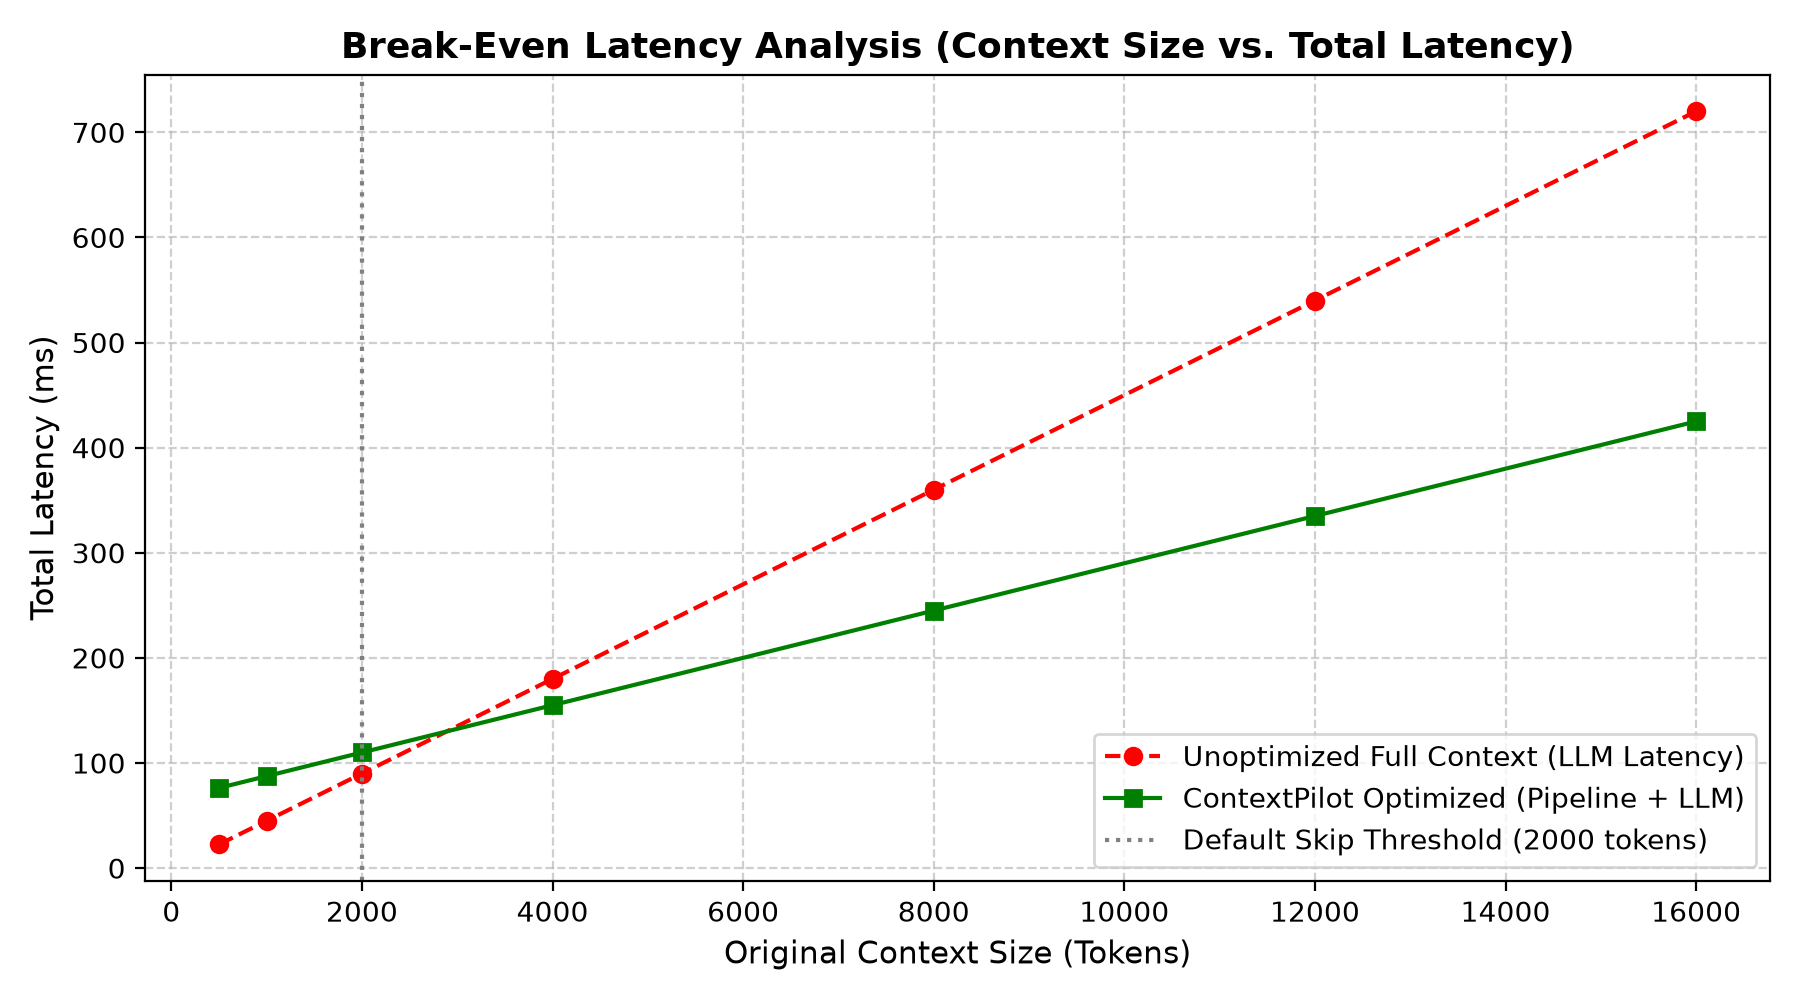 Break-Even Latency Analysis (Context Size vs. Total Latency)
Total Latency (ms)
700
600
500
400
300
200
100
0
Unoptimized Full Context (LLM Latency)
ContextPilot Optimized (Pipeline + LLM)
Default Skip Threshold (2000 tokens)
0 2000 4000 6000 8000 10000 12000 14000 16000
Original Context Size (Tokens)